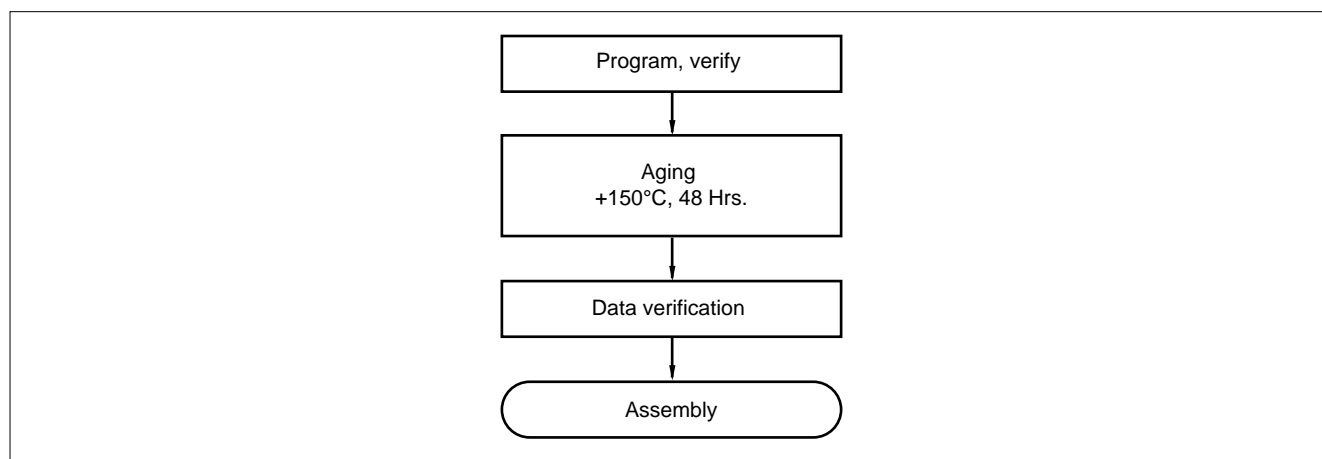 Program, verify
Aging
+150°C, 48 Hrs.
Data verification
Assembly